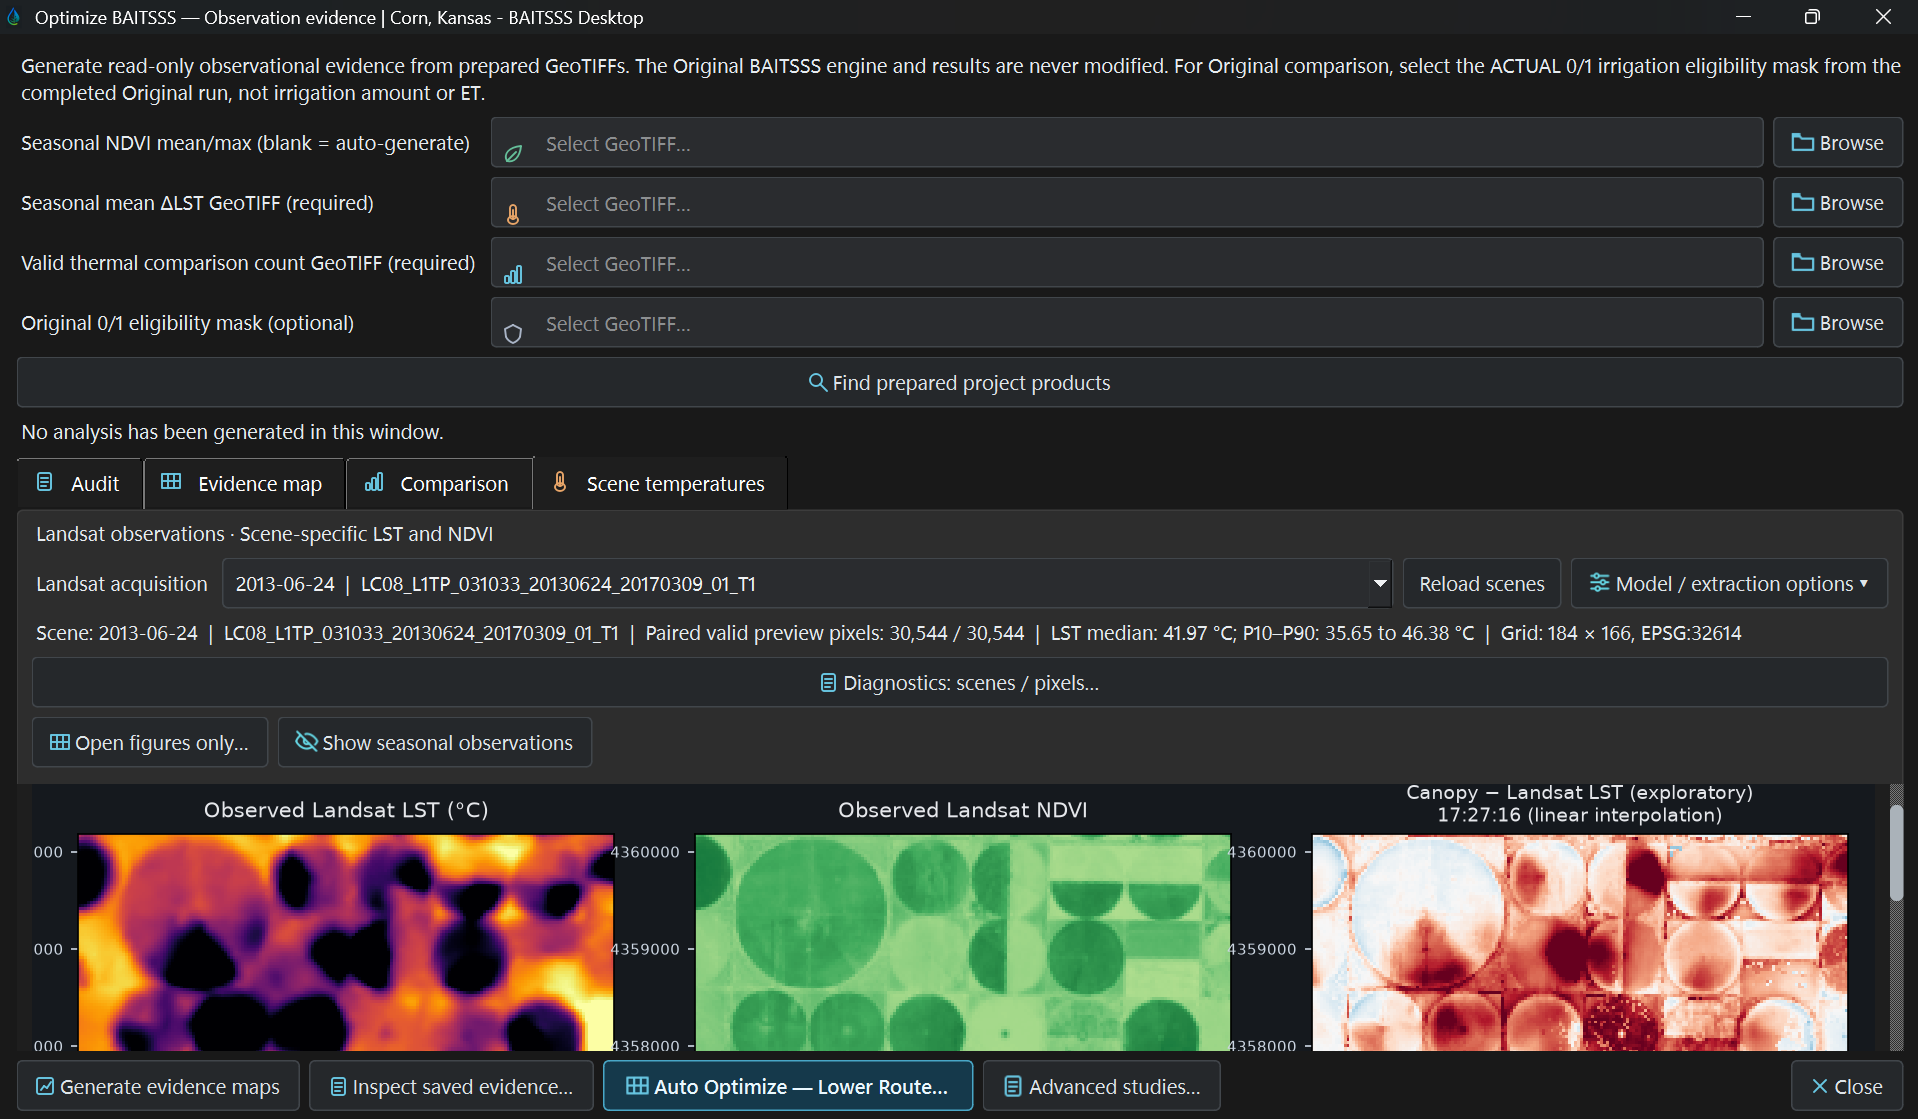 Optimize BAITSSS — Observation evidence | Corn, Kansas - BAITSSS Desktop
Generate read-only observational evidence from prepared GeoTIFFs. The Original BAITSSS engine and results are never modified. For Original comparison, select the ACTUAL 0/1 irrigation eligibility mask from the
completed Original run, not irrigation amount or ET.
Seasonal NDVI mean/max (blank = auto-generate) Select GeoTIFF... Browse
Seasonal mean ΔLST GeoTIFF (required) Select GeoTIFF... Browse
Valid thermal comparison count GeoTIFF (required) Select GeoTIFF... Browse
Original 0/1 eligibility mask (optional) Select GeoTIFF... Browse
Find prepared project products
No analysis has been generated in this window.
Audit Evidence map Comparison Scene temperatures
Landsat observations · Scene-specific LST and NDVI
Landsat acquisition 2013-06-24 | LC08_L1TP_031033_20130624_20170309_01_T1 Reload scenes Model / extraction options ▾
Scene: 2013-06-24 | LC08_L1TP_031033_20130624_20170309_01_T1 | Paired valid preview pixels: 30,544 / 30,544 | LST median: 41.97 °C; P10–P90: 35.65 to 46.38 °C | Grid: 184 × 166, EPSG:32614
Diagnostics: scenes / pixels...
Open figures only... Show seasonal observations
Observed Landsat LST (°C)
000
000
000
Observed Landsat NDVI
4360000
4359000
4358000
Canopy − Landsat LST (exploratory)
17:27:16 (linear interpolation)
4360000
4359000
4358000
Generate evidence maps Inspect saved evidence... Auto Optimize — Lower Route... Advanced studies... Close